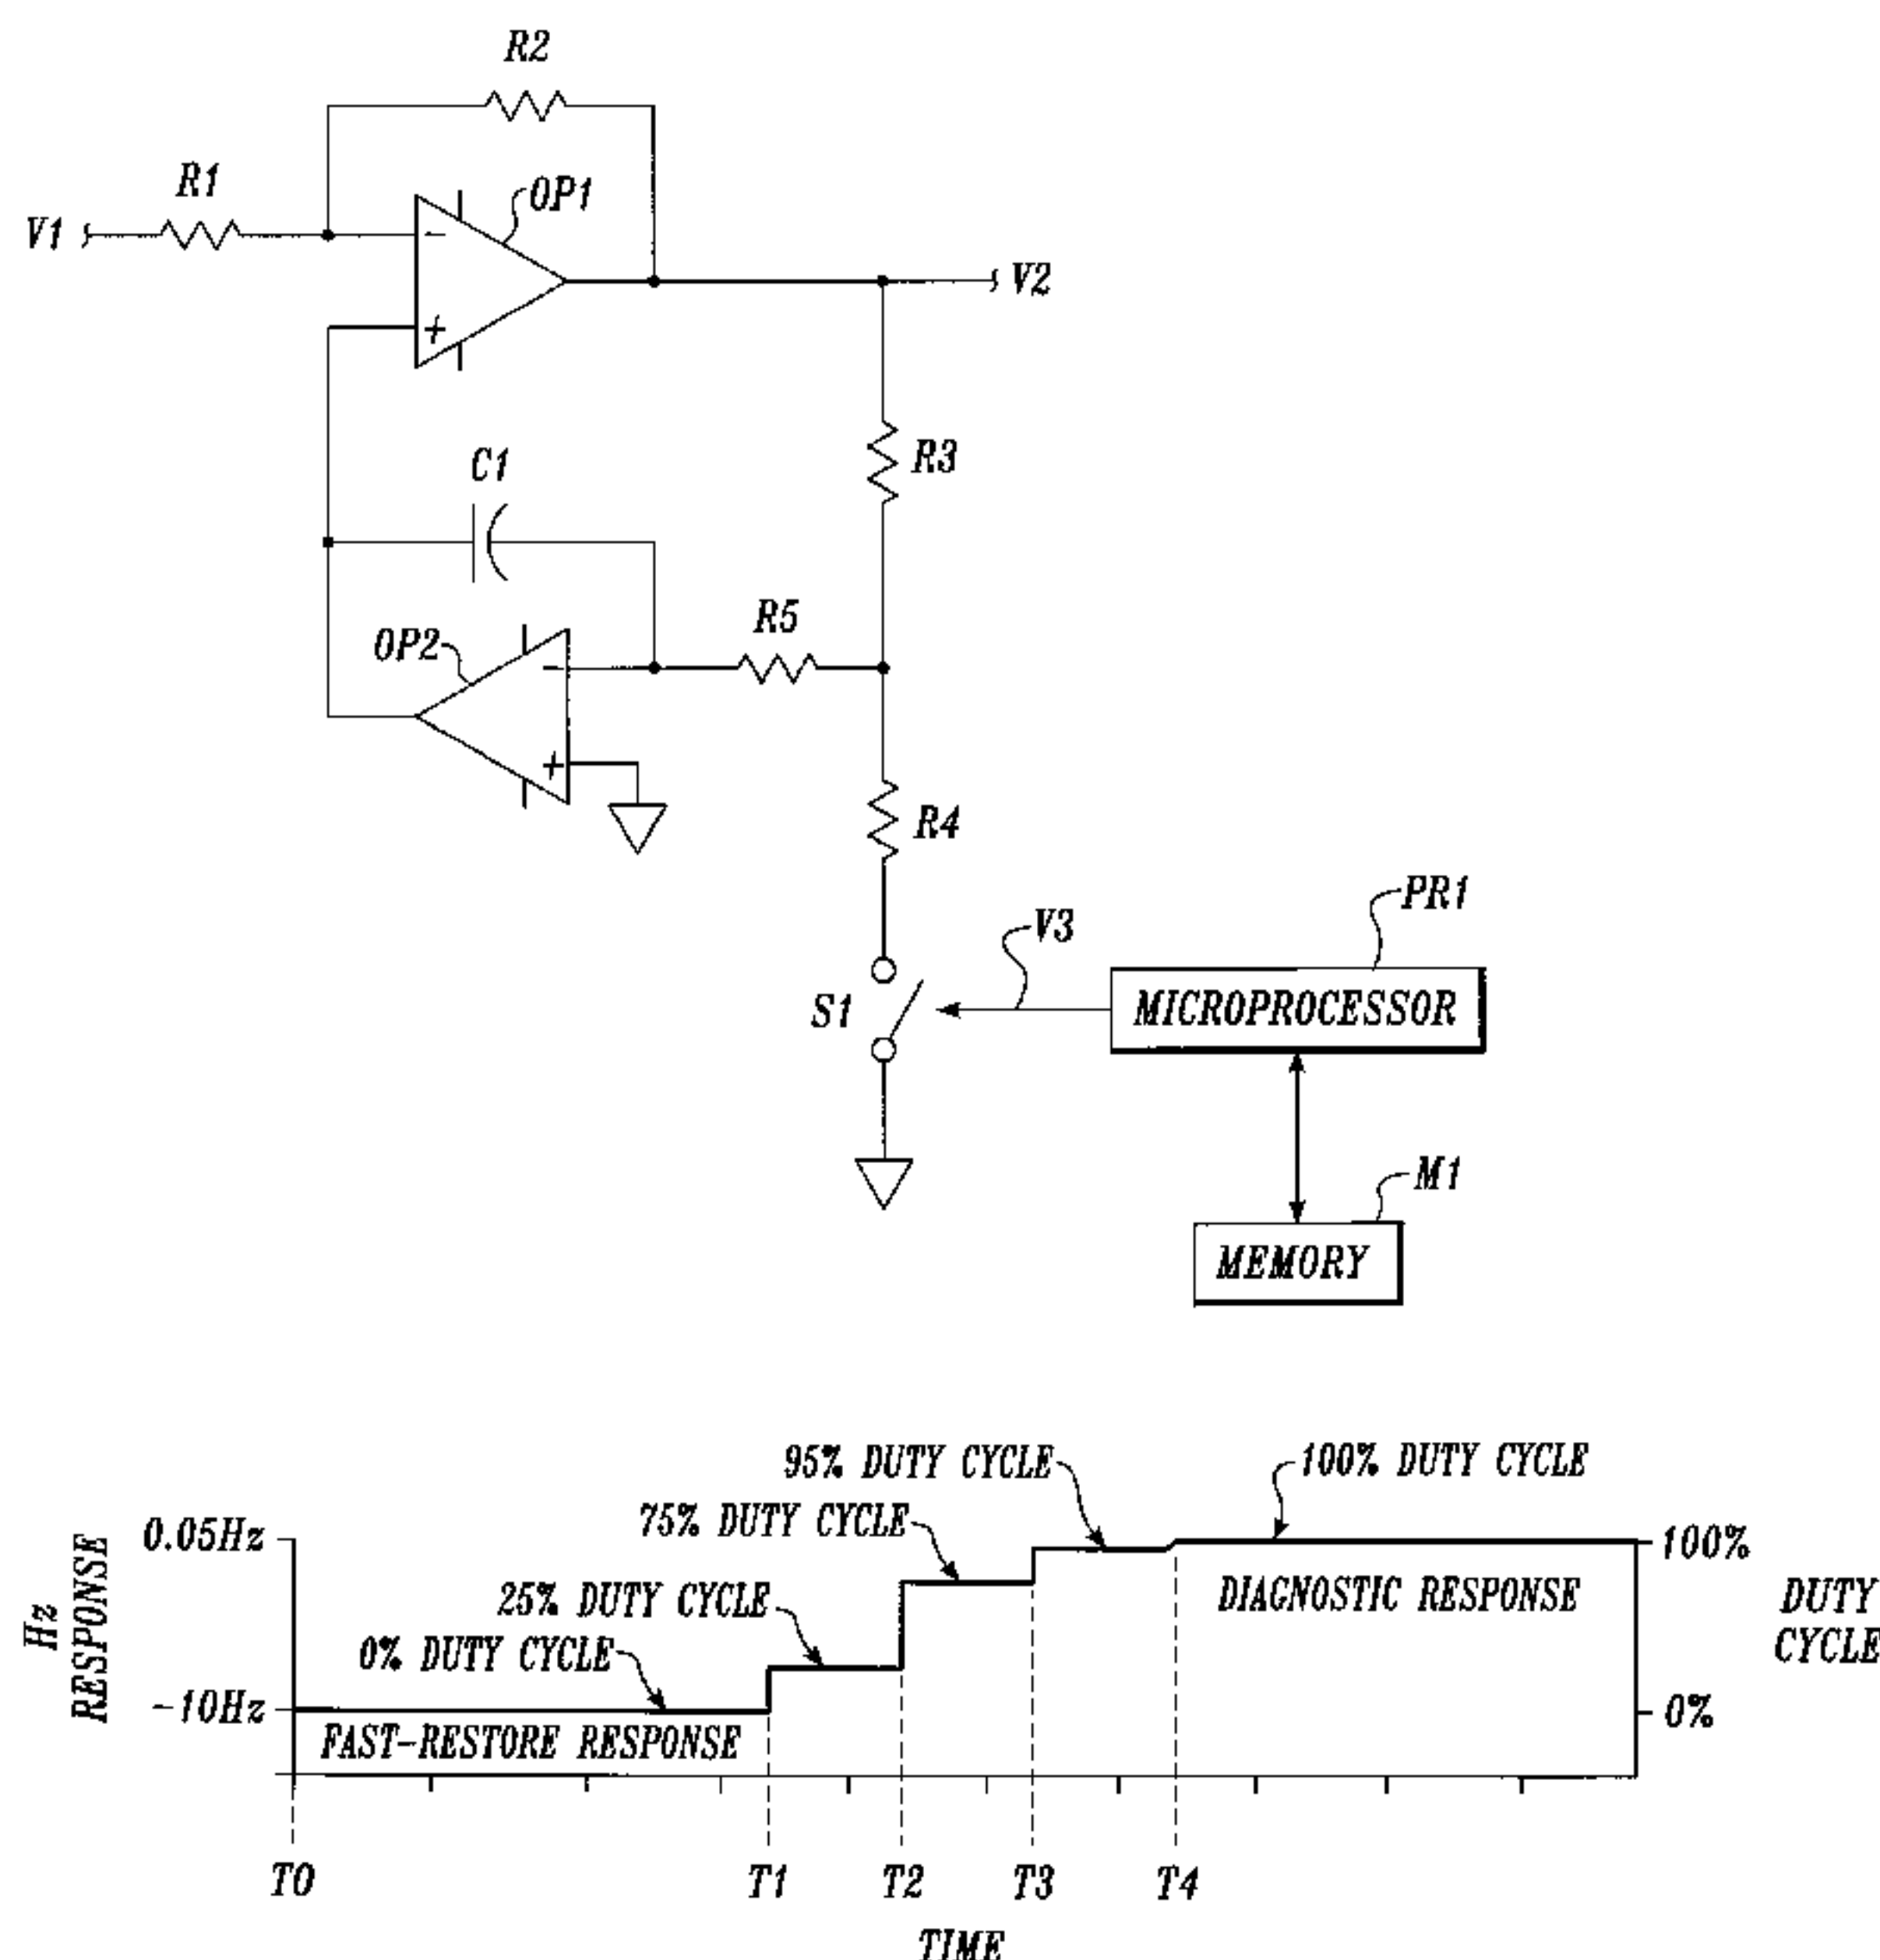 R2
R1
OP1
V1
-
V2
+
R3
C1
R5
OP2
-
+
R4
PR1
V3
MICROPROCESSOR
S1
M1
MEMORY
95% DUTY CYCLE
100% DUTY CYCLE
75% DUTY CYCLE
0.05Hz
100%
25% DUTY CYCLE
DIAGNOSTIC RESPONSE
DUTY
CYCLE
Hz
RESPONSE
0% DUTY CYCLE
-10Hz
0%
FAST-RESTORE RESPONSE
T0
T1
T2
T3
T4
TIME